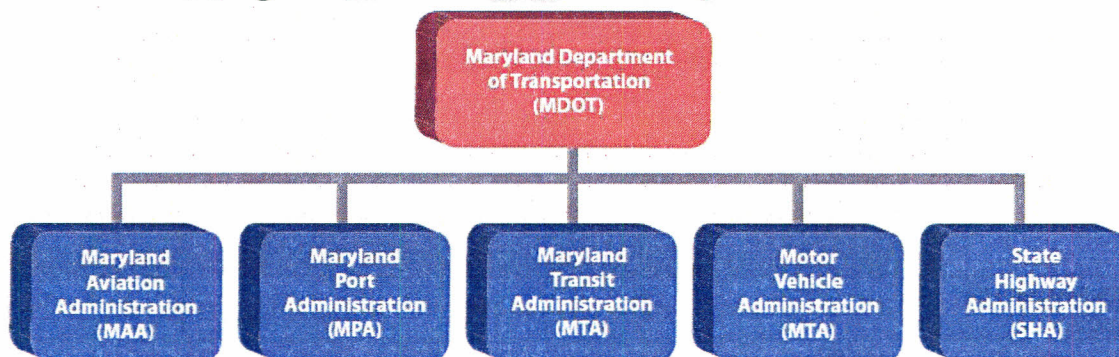 Maryland Department
of Transportation
(MDOT)
Maryland
Aviation
Administration
(MAA)
Maryland
Port
Administration
(MPA)
Maryland
Transit
Administration
(MTA)
Motor
Vehicle
Administration
(MTA)
State
Highway
Administration
(SHA)